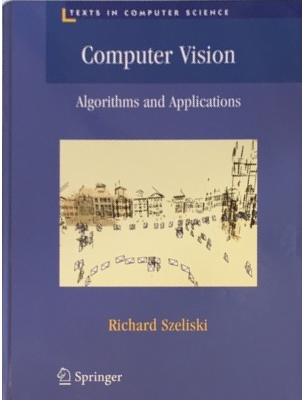 TEXTS IN COMPUTER SCIENCE
Computer Vision
Algorithms and Applications
Richard Szeliski
Springer